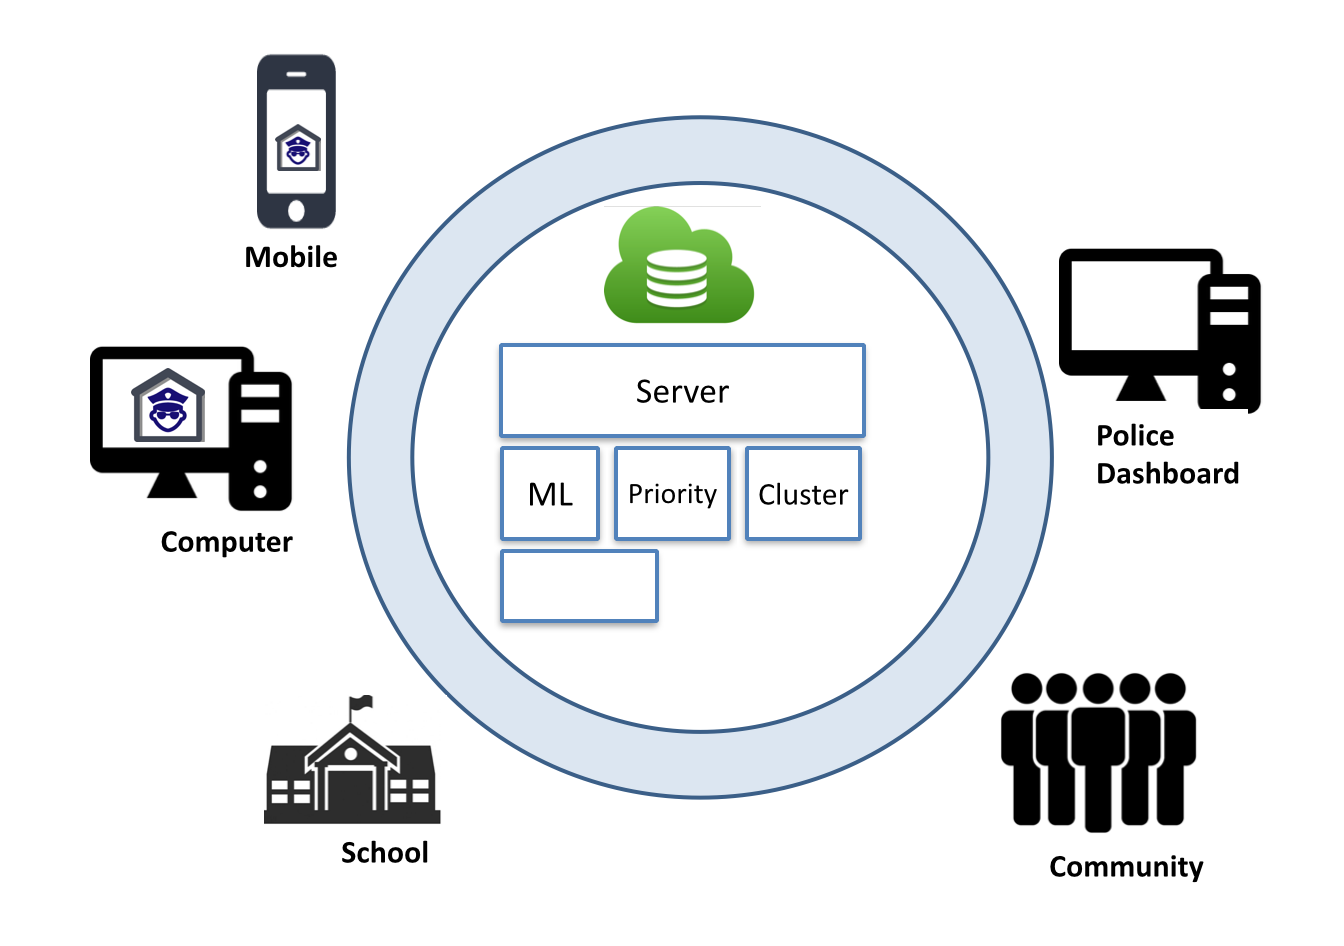 Mobile
Server
Police
Dashboard
ML
Priority
Cluster
Computer
School
Community